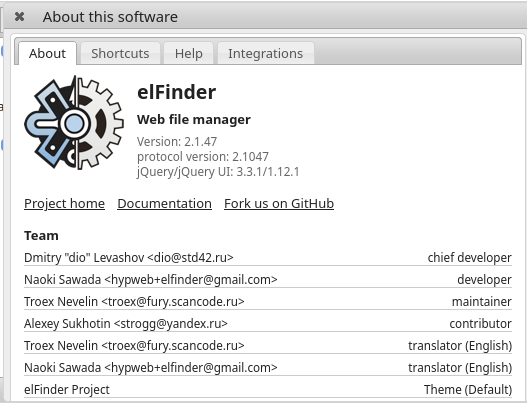 About this software
About Shortcuts Help Integrations
elFinder
Web file manager
Version: 2.1.47
protocol version: 2.1047
jQuery/jQuery UI: 3.3.1/1.12.1
Project home Documentation Fork us on GitHub
Team
Dmitry "dio" Levashov <dio@std42.ru> chief developer
Naoki Sawada <hypweb+elfinder@gmail.com> developer
Troex Nevelin <troex@fury.scancode.ru> maintainer
Alexey Sukhotin <strogg@yandex.ru> contributor
Troex Nevelin <troex@fury.scancode.ru> translator (English)
Naoki Sawada <hypweb+elfinder@gmail.com> translator (English)
elFinder Project Theme (Default)